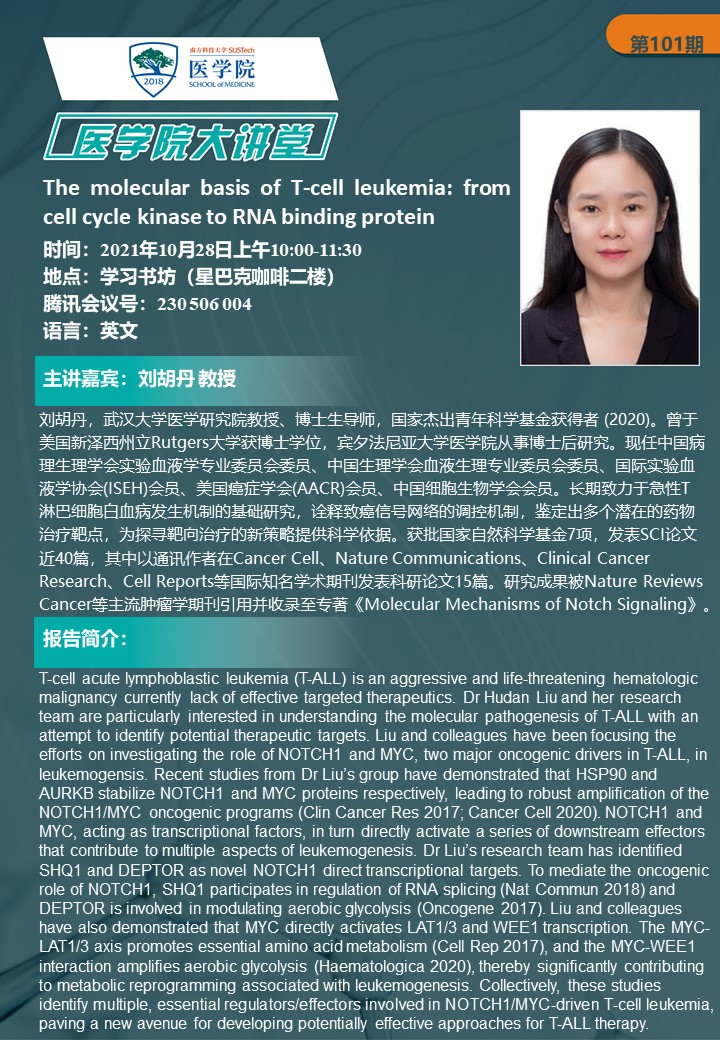 第101期
南方科技大学 SUSTech
医学院
SCHOOL of MEDICINE
2018
医学院大讲堂
The molecular basis of T-cell leukemia: from
cell cycle kinase to RNA binding protein
时间：2021年10月28日上午10:00-11:30
地点：学习书坊（星巴克咖啡二楼）
腾讯会议号：230 506 004
语言：英文
主讲嘉宾：刘胡丹 教授
刘胡丹，武汉大学医学研究院教授、博士生导师，国家杰出青年科学基金获得者 (2020)。曾于
美国新泽西州立Rutgers大学获博士学位，宾夕法尼亚大学医学院从事博士后研究。现任中国病
理生理学会实验血液学专业委员会委员、中国生理学会血液生理专业委员会委员、国际实验血
液学协会(ISEH)会员、美国癌症学会(AACR)会员、中国细胞生物学会会员。长期致力于急性T
淋巴细胞白血病发生机制的基础研究，诠释致癌信号网络的调控机制，鉴定出多个潜在的药物
治疗靶点，为探寻靶向治疗的新策略提供科学依据。获批国家自然科学基金7项，发表SCI论文
近40篇，其中以通讯作者在Cancer Cell、Nature Communications、Clinical Cancer
Research、Cell Reports等国际知名学术期刊发表科研论文15篇。研究成果被Nature Reviews
Cancer等主流肿瘤学期刊引用并收录至专著《Molecular Mechanisms of Notch Signaling》。
报告简介：
T-cell acute lymphoblastic leukemia (T-ALL) is an aggressive and life-threatening hematologic
malignancy currently lack of effective targeted therapeutics. Dr Hudan Liu and her research
team are particularly interested in understanding the molecular pathogenesis of T-ALL with an
attempt to identify potential therapeutic targets. Liu and colleagues have been focusing the
efforts on investigating the role of NOTCH1 and MYC, two major oncogenic drivers in T-ALL, in
leukemogensis. Recent studies from Dr Liu's group have demonstrated that HSP90 and
AURKB stabilize NOTCH1 and MYC proteins respectively, leading to robust amplification of the
NOTCH1/MYC oncogenic programs (Clin Cancer Res 2017; Cancer Cell 2020). NOTCH1 and
MYC, acting as transcriptional factors, in turn directly activate a series of downstream effectors
that contribute to multiple aspects of leukemogenesis. Dr Liu's research team has identified
SHQ1 and DEPTOR as novel NOTCH1 direct transcriptional targets. To mediate the oncogenic
role of NOTCH1, SHQ1 participates in regulation of RNA splicing (Nat Commun 2018) and
DEPTOR is involved in modulating aerobic glycolysis (Oncogene 2017). Liu and colleagues
have also demonstrated that MYC directly activates LAT1/3 and WEE1 transcription. The MYC-
LAT1/3 axis promotes essential amino acid metabolism (Cell Rep 2017), and the MYC-WEE1
interaction amplifies aerobic glycolysis (Haematologica 2020), thereby significantly contributing
to metabolic reprogramming associated with leukemogenesis. Collectively, these studies
identify multiple, essential regulators/effectors involved in NOTCH1/MYC-driven T-cell leukemia,
paving a new avenue for developing potentially effective approaches for T-ALL therapy.